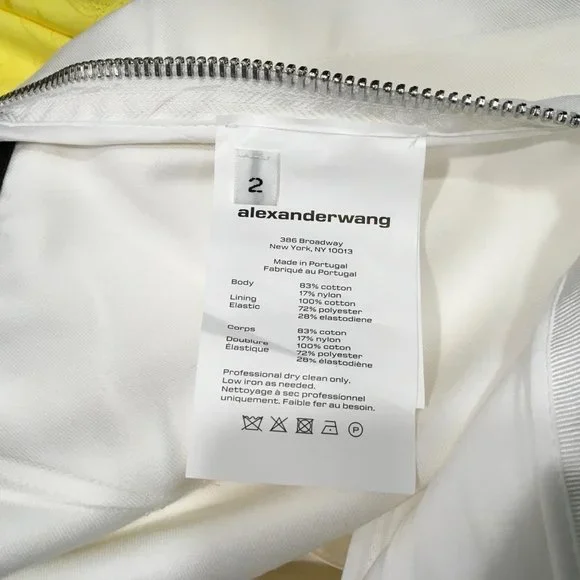 2
alexanderwang
386 Broadway
New York, NY 10013
Made in Portugal
Fabriqué au Portugal
Body 83% cotton
17% nylon
Lining 100% cotton
Elastic 72% polyester
28% elastodiene
Corps 83% coton
17% nylon
Doublure 100% coton
Élastique 72% polyester
28% élastodiène
Professional dry clean only.
Low iron as needed.
Nettoyage à sec professionnel
uniquement. Faible fer au besoin.
P